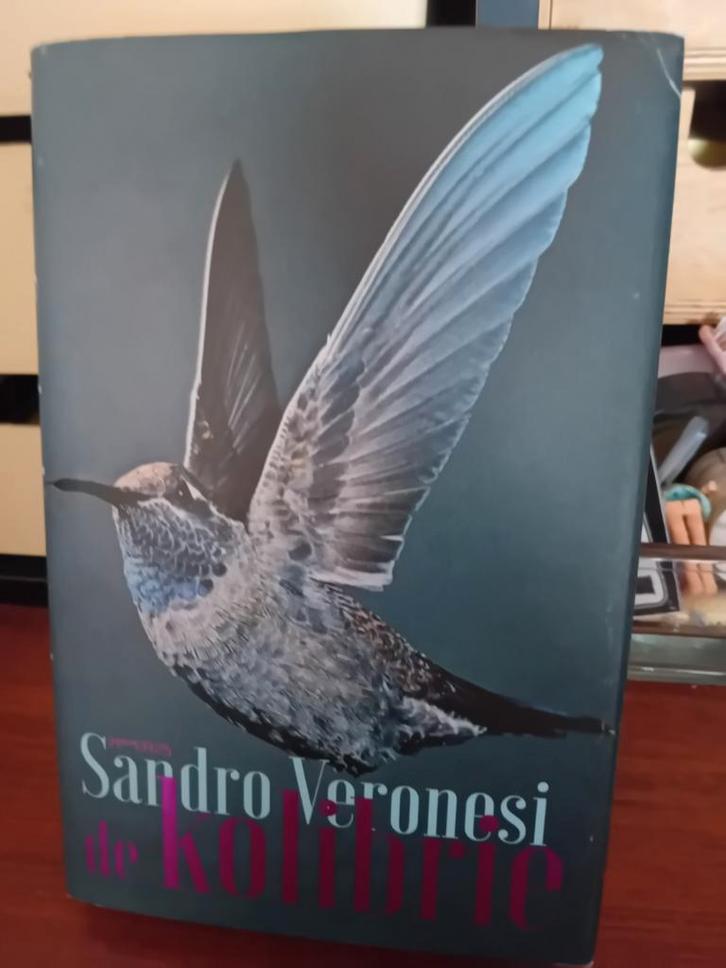 Sandro Veronesi
de kolibrie